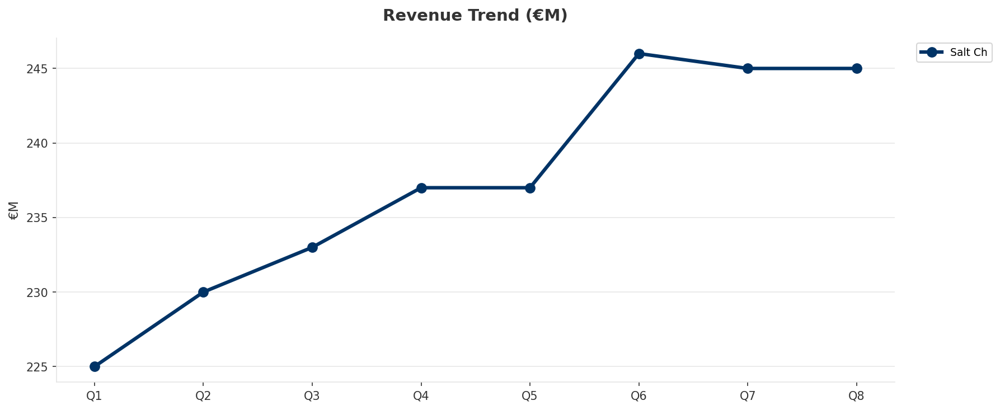 Revenue Trend (€M)
Salt Ch
€M
245
240
235
230
225
Q1 Q2 Q3 Q4 Q5 Q6 Q7 Q8